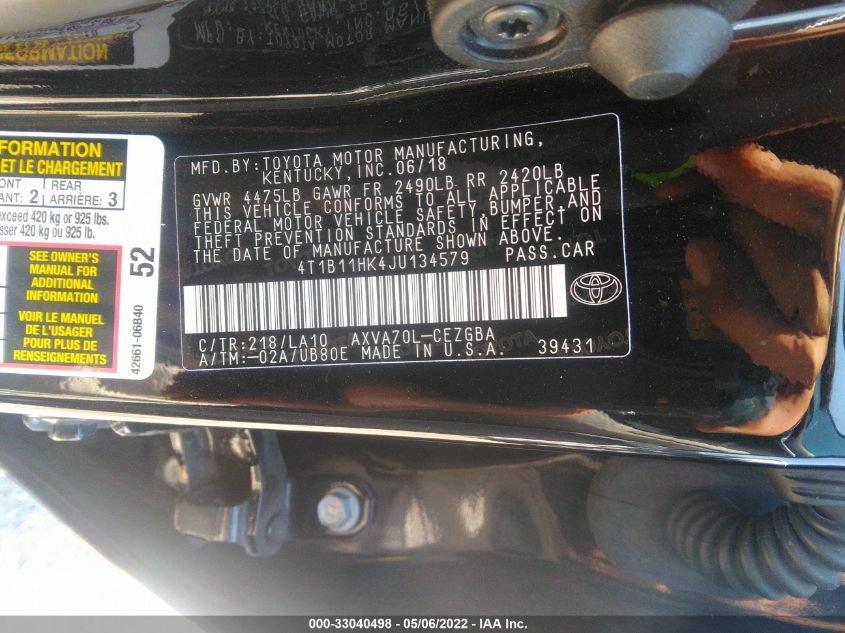 FORMATION
ET LE CHARGEMENT
ONT
ANT: 2
REAR
ARRIÈRE: 3
exceed 420 kg or 925 lbs.
sser 420 kg ou 925 lb.
SEE OWNER'S
MANUAL FOR
ADDITIONAL
INFORMATION
VOIR LE MANUEL
DE L'USAGER
POUR PLUS DE
RENSEIGNEMENTS
52
42661-06B40
MFD.BY:TOYOTA MOTOR MANUFACTURING,
KENTUCKY,INC.06/18
GVWR 4475LB GAWR FR 2490LB RR 2420LB
THIS VEHICLE CONFORMS TO ALL APPLICABLE
FEDERAL MOTOR VEHICLE SAFETY,BUMPER,AND
THEFT PREVENTION STANDARDS IN EFFECT ON
THE DATE OF MANUFACTURE SHOWN ABOVE.
4T1B11HK4JU134579 PASS.CAR
C/TR:218/LA10 AXVA70L-CEZGBA
A/TM:-02A/UB80E MADE IN U.S.A. 39431
000-33040498 - 05/06/2022 - IAA Inc.